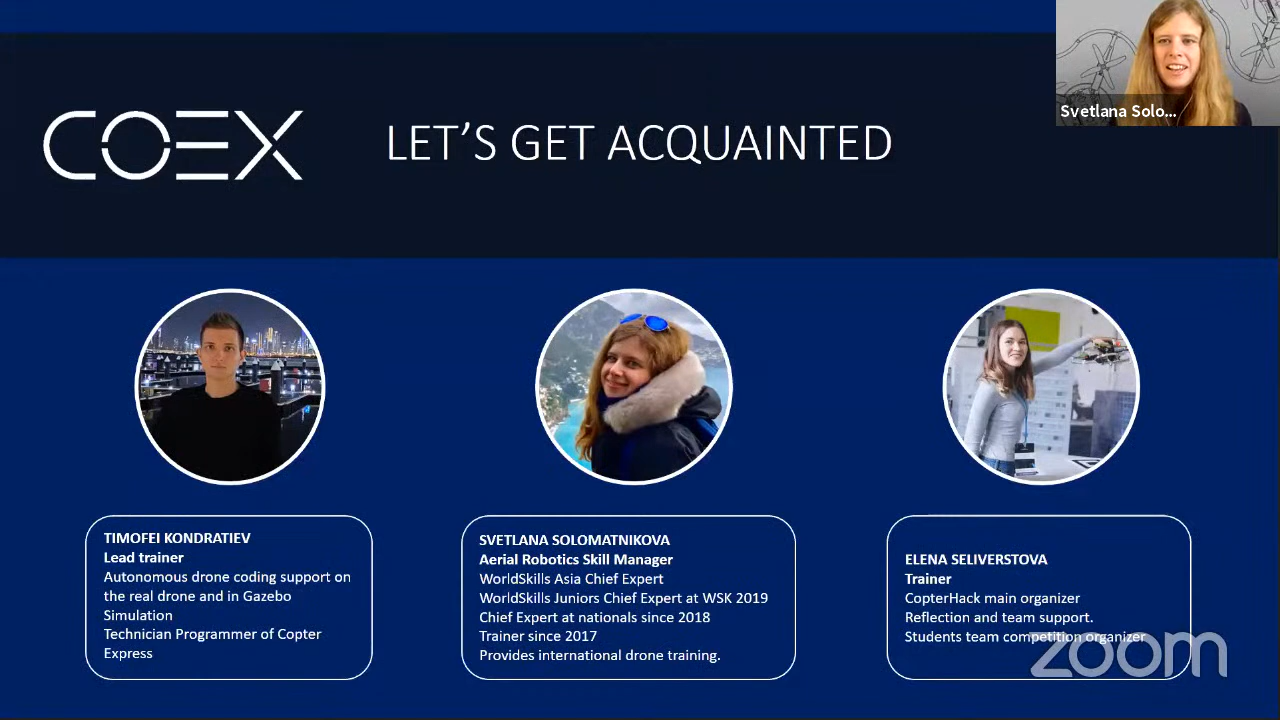 Svetlana Solo...
COEX
LET'S GET ACQUAINTED
TIMOFEI KONDRATIEV
Lead trainer
Autonomous drone coding support on
the real drone and in Gazebo
Simulation
Technician Programmer of Copter
Express
SVETLANA SOLOMATNIKOVA
Aerial Robotics Skill Manager
WorldSkills Asia Chief Expert
WorldSkills Juniors Chief Expert at WSK 2019
Chief Expert at nationals since 2018
Trainer since 2017
Provides international drone training.
ELENA SELIVERSTOVA
Trainer
CopterHack main organizer
Reflection and team support.
Students team competition organizer
zoom